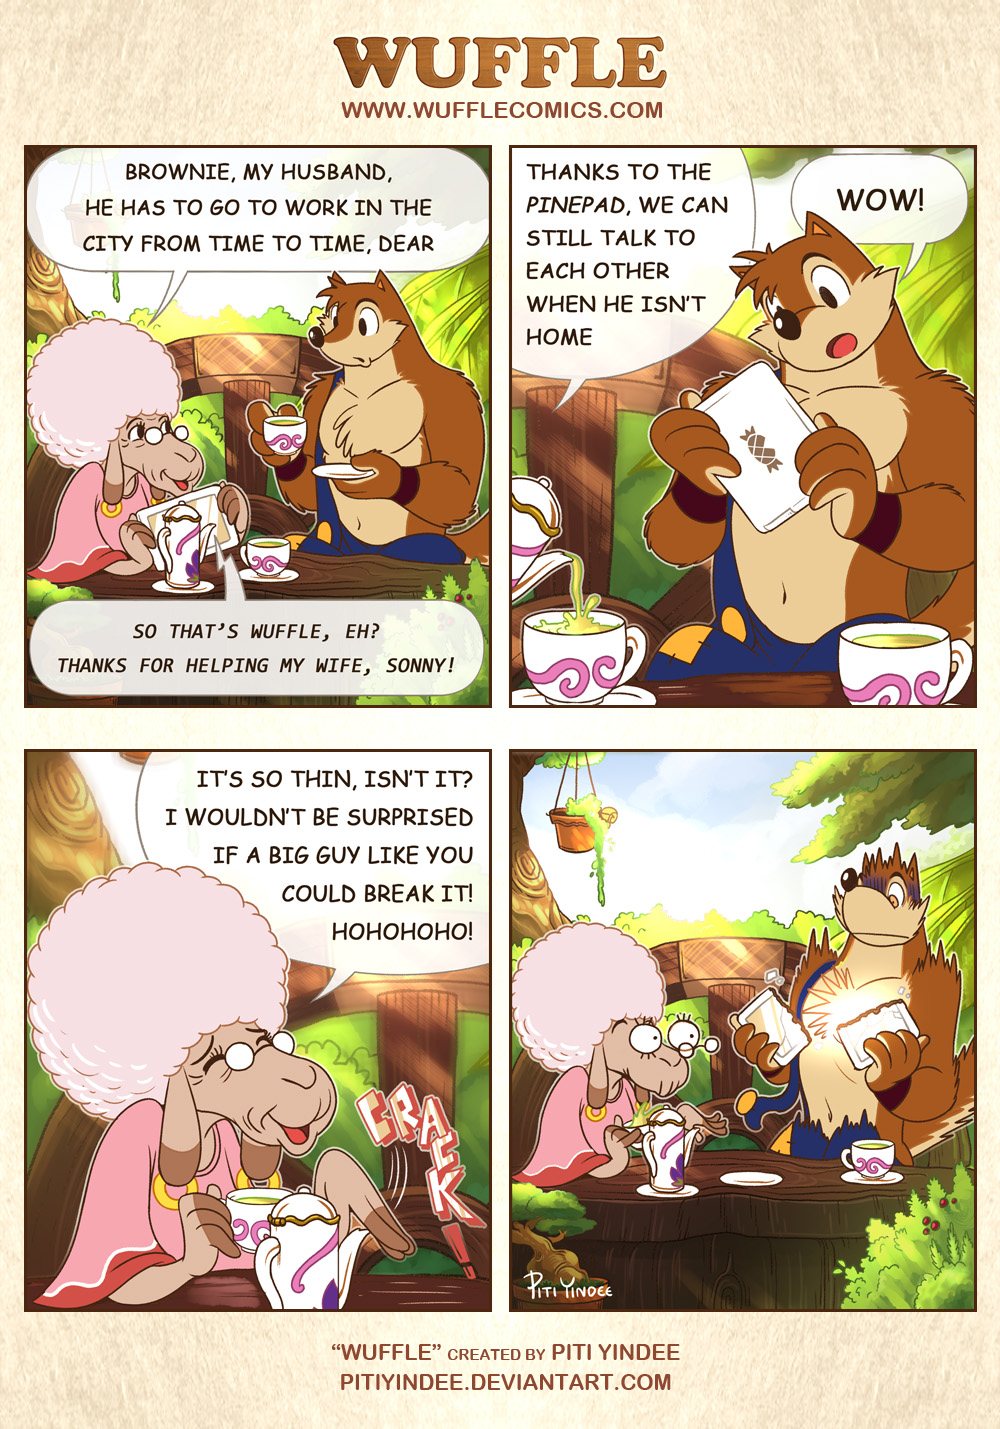 WUFFLE
WWW.WUFFLECOMICS.COM
BROWNIE, MY HUSBAND,
HE HAS TO GO TO WORK IN THE
CITY FROM TIME TO TIME, DEAR
SO THAT'S WUFFLE, EH?
THANKS FOR HELPING MY WIFE, SONNY!
THANKS TO THE
PINEPAD, WE CAN
STILL TALK TO
EACH OTHER
WHEN HE ISN'T
HOME
WOW!
IT'S SO THIN, ISN'T IT?
I WOULDN'T BE SURPRISED
IF A BIG GUY LIKE YOU
COULD BREAK IT!
HOHOHOHO!
CRACK!
PITI YINDEE
“WUFFLE” CREATED BY PITI YINDEE
PITIYINDEE.DEVIANTART.COM